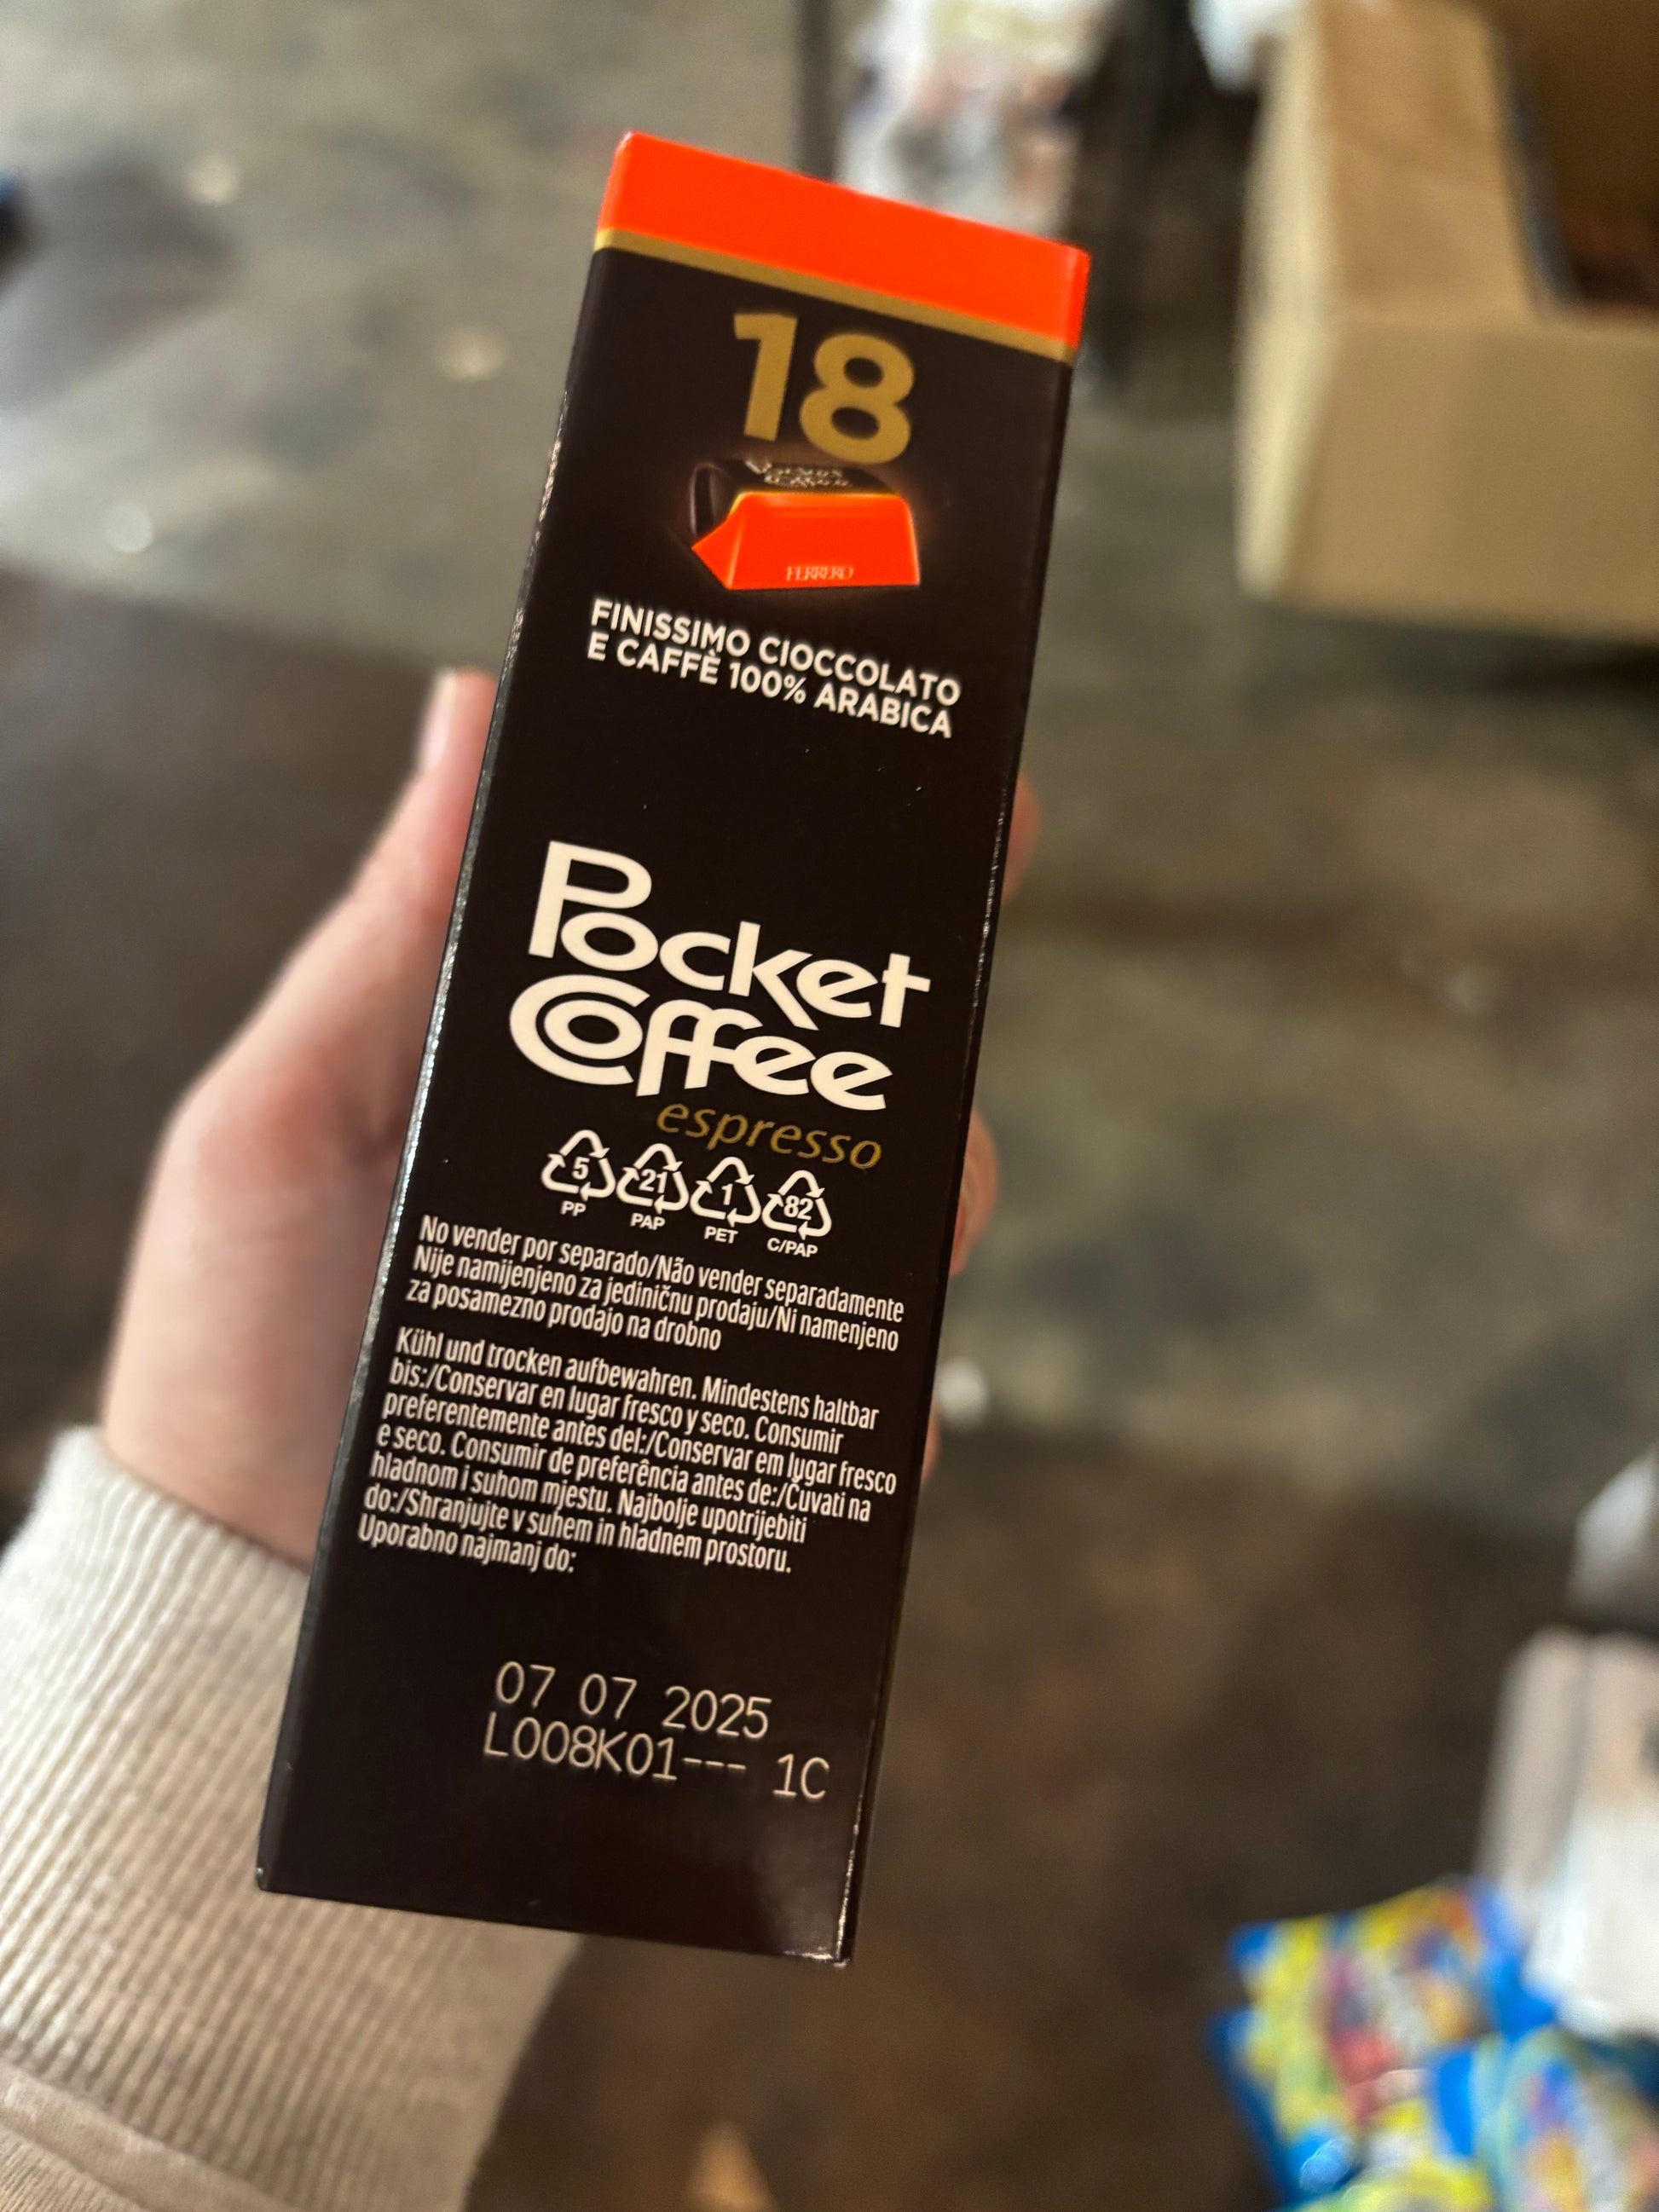 18
Pocket
Coffee
FERRERO
FINISSIMO CIOCCOLATO
E CAFFÈ 100% ARABICA
Pocket
Coffee
espresso
5 21 1 82
PP PAP PET C/PAP
No vender por separado/Não vender separadamente
Nije namijenjeno za jediničnu prodaju/Ni namenjeno
za posamezno prodajo na drobno
Kühl und trocken aufbewahren. Mindestens haltbar
bis:/Conservar en lugar fresco y seco. Consumir
preferentemente antes del:/Conservar em lugar fresco
e seco. Consumir de preferência antes de:/Čuvati na
hladnom i suhom mjestu. Najbolje upotrijebiti
do:/Shranjujte v suhem in hladnem prostoru.
Uporabno najmanj do:
07 07 2025
L008K01--- 1C